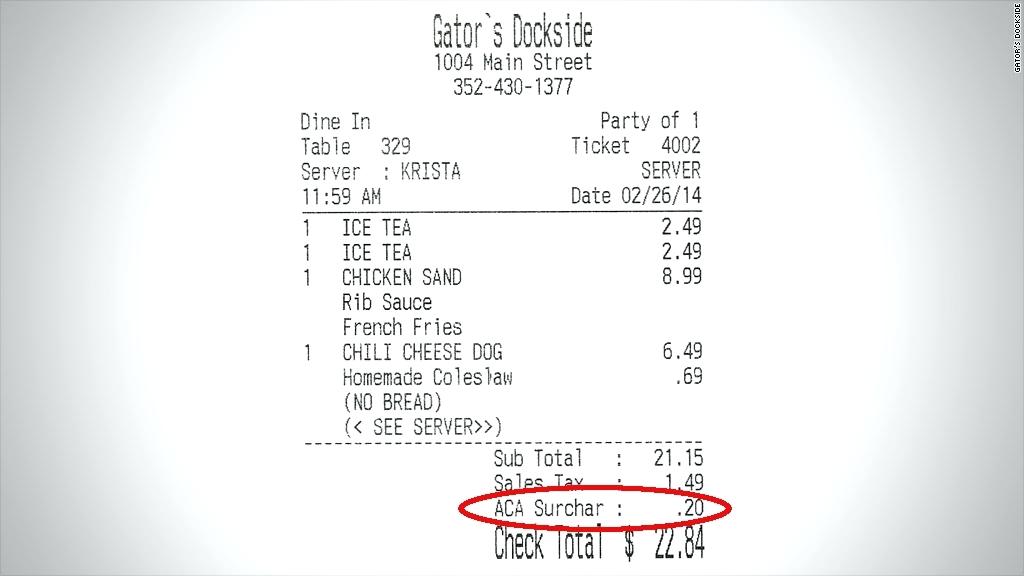 Gator`s Dockside
1004 Main Street
352-430-1377
Dine In Party of 1
Table 329 Ticket 4002
Server : KRISTA SERVER
11:59 AM Date 02/26/14
1 ICE TEA 2.49
1 ICE TEA 2.49
1 CHICKEN SAND 8.99
Rib Sauce
French Fries
1 CHILI CHEESE DOG 6.49
Homemade Coleslaw .69
(NO BREAD)
(< SEE SERVER>>)
Sub Total : 21.15
Sales Tax : 1.49
ACA Surchar : .20
Check Total $ 22.84
GATOR'S DOCKSIDE